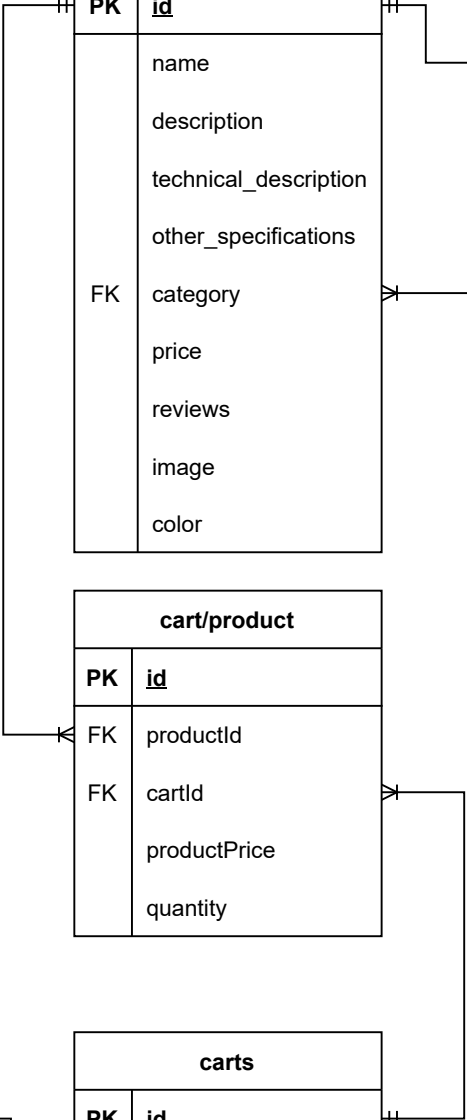 PK id
name
description
technical_description
other_specifications
FK category
price
reviews
image
color
cart/product
PK id
FK productId
FK cartId
productPrice
quantity
carts
PK id